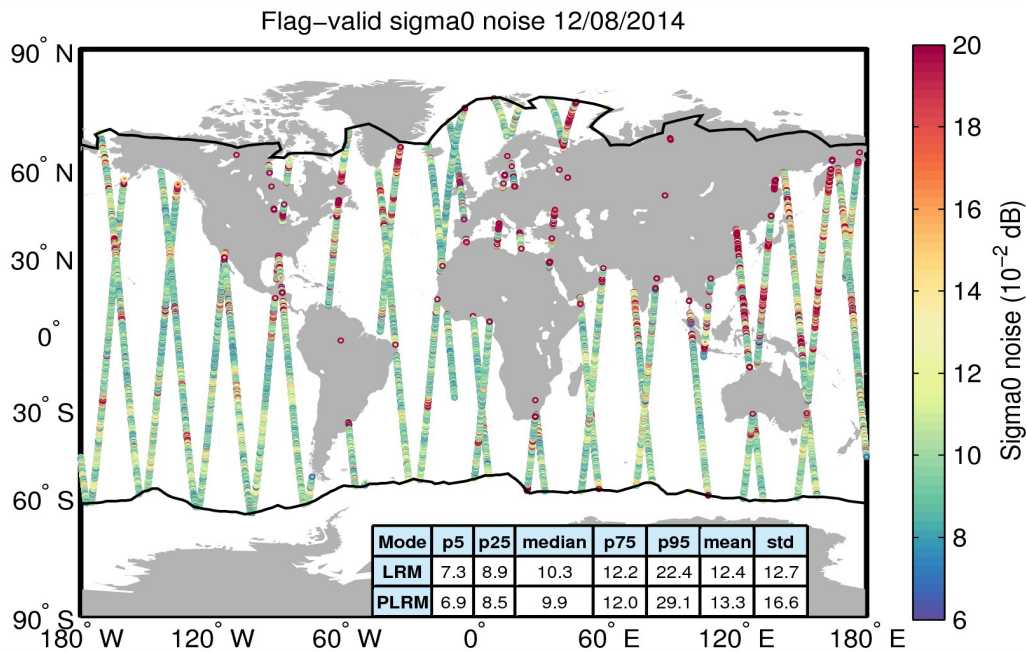 Flag−valid sigma0 noise 12/08/2014
90° N
60° N
30° N
0°
30° S
60° S
90° S
180° W
120° W
60° W
0°
60° E
120° E
180° E
Mode p5 p25 median p75 p95 mean std
LRM 7.3 8.9 10.3 12.2 22.4 12.4 12.7
PLRM 6.9 8.5 9.9 12.0 29.1 13.3 16.6
20
18
16
14
12
10
8
6
Sigma0 noise (10⁻² dB)